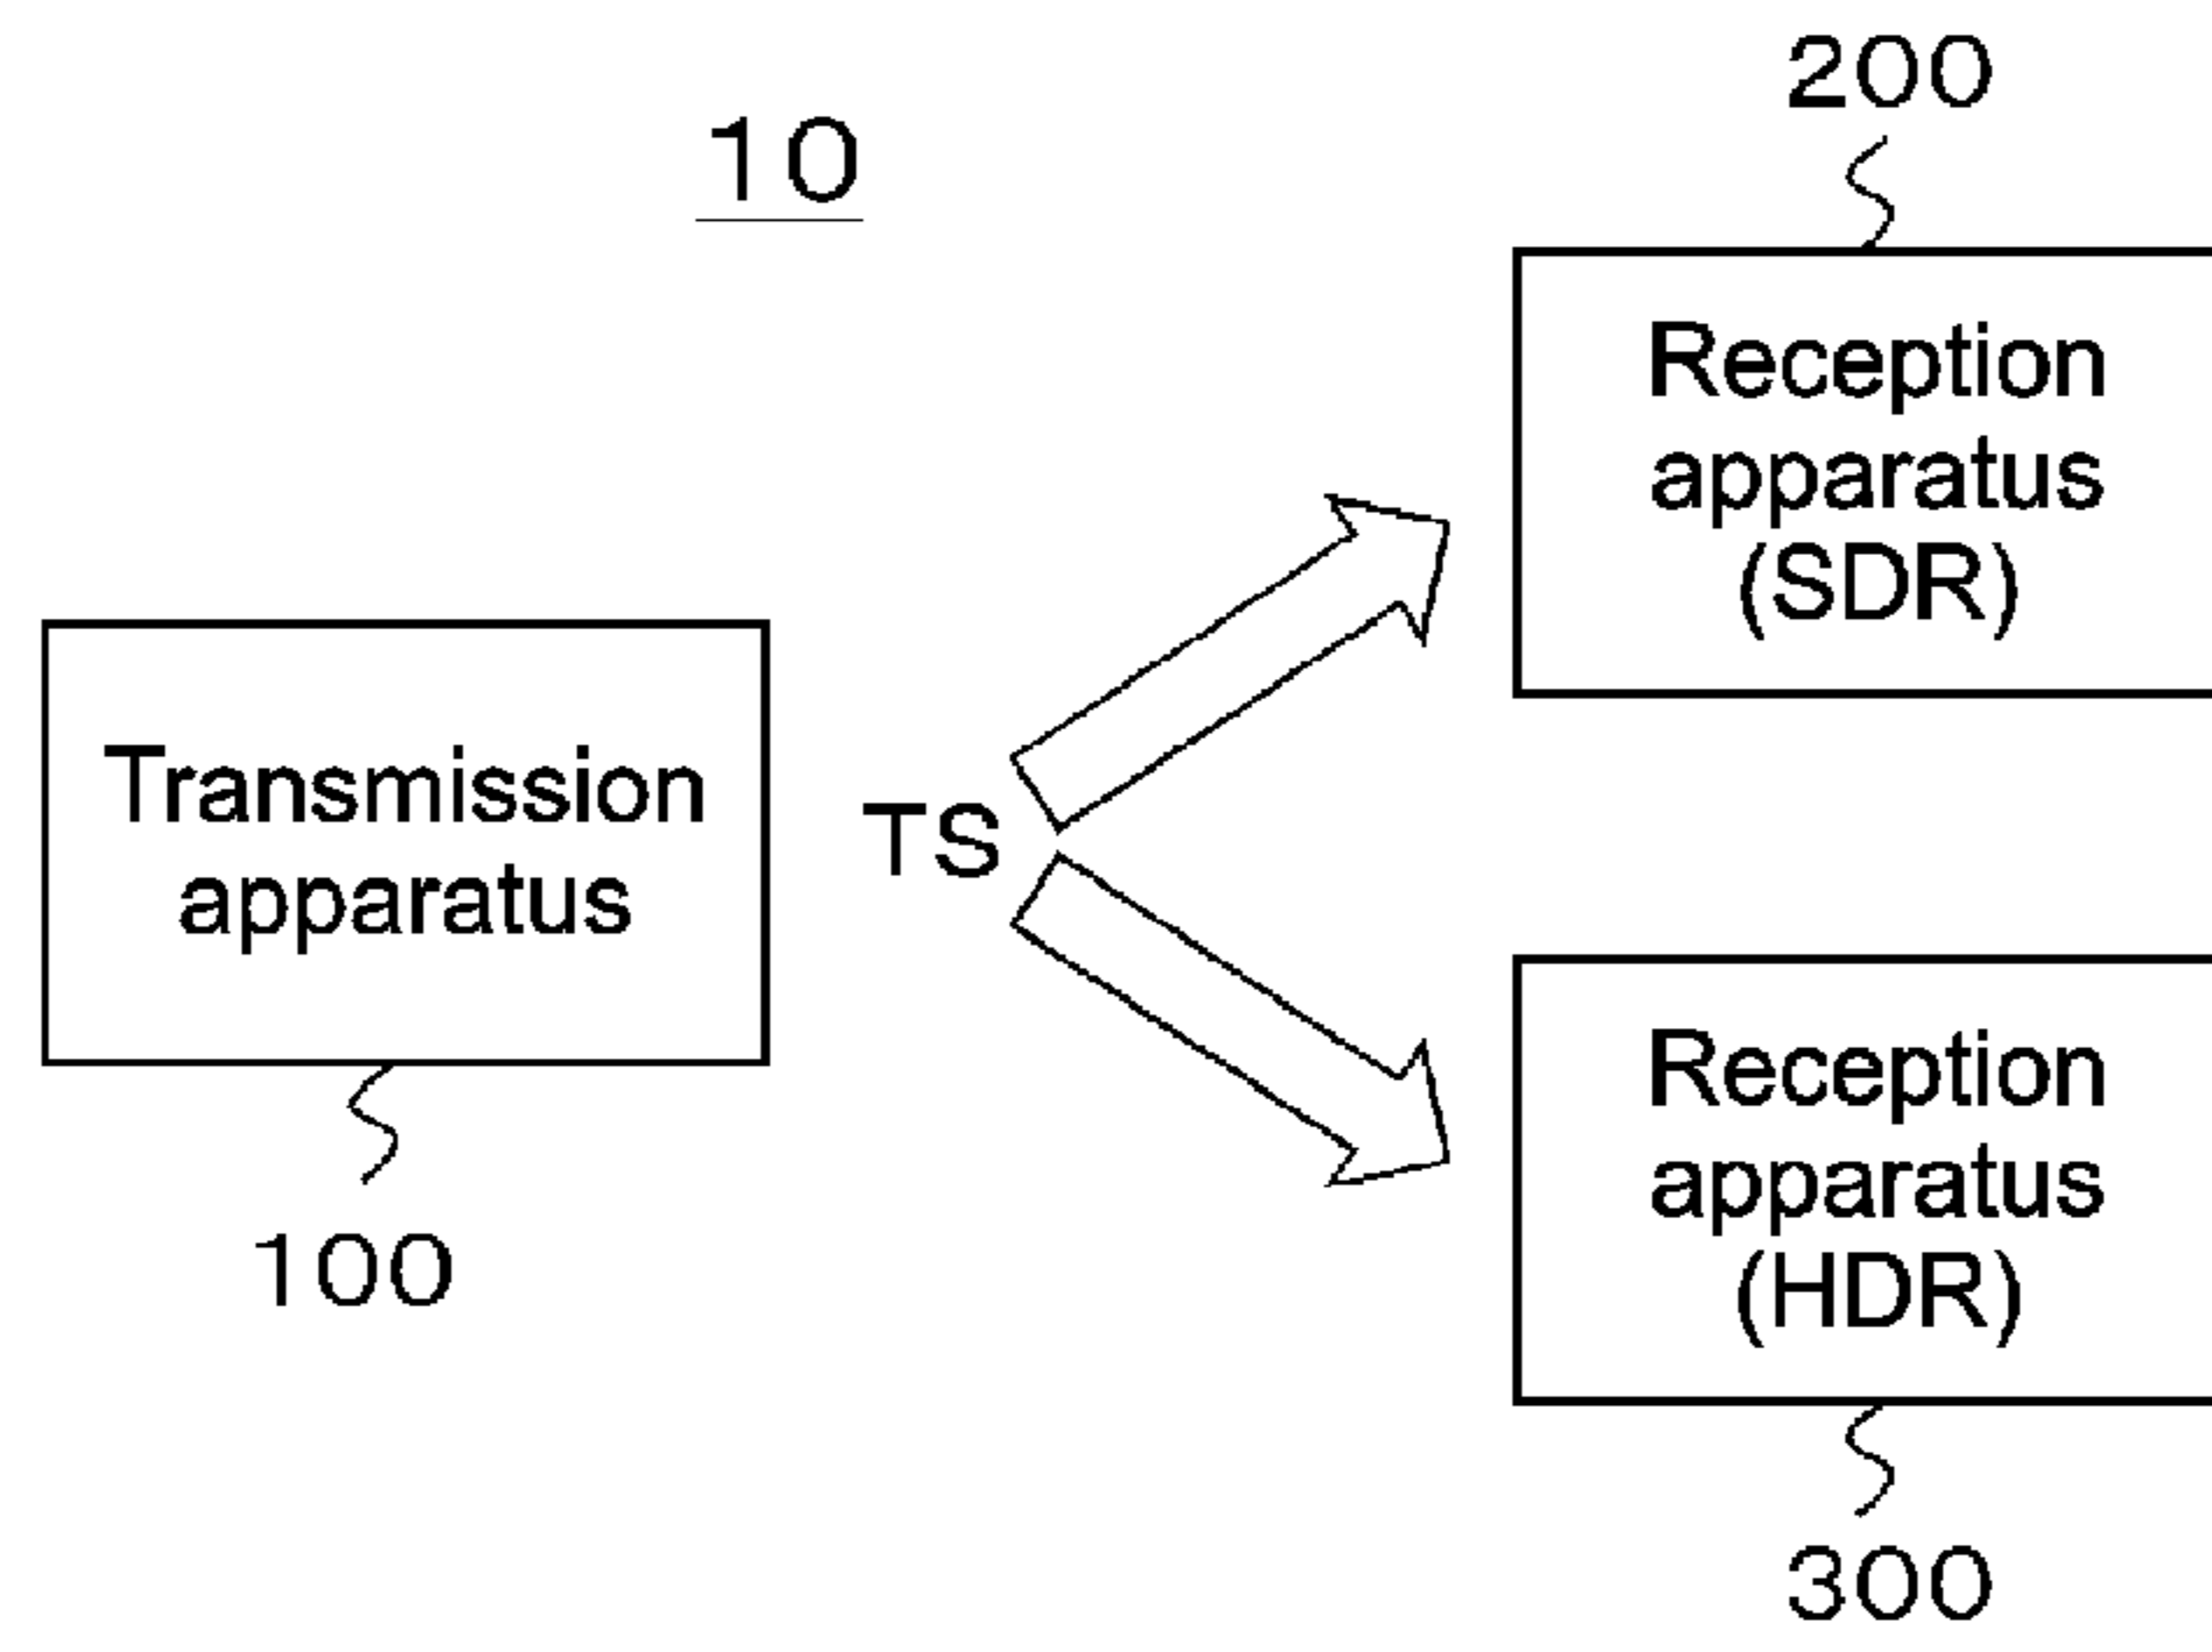 10
200
Reception
apparatus
(SDR)
Transmission
apparatus
TS
100
Reception
apparatus
(HDR)
300